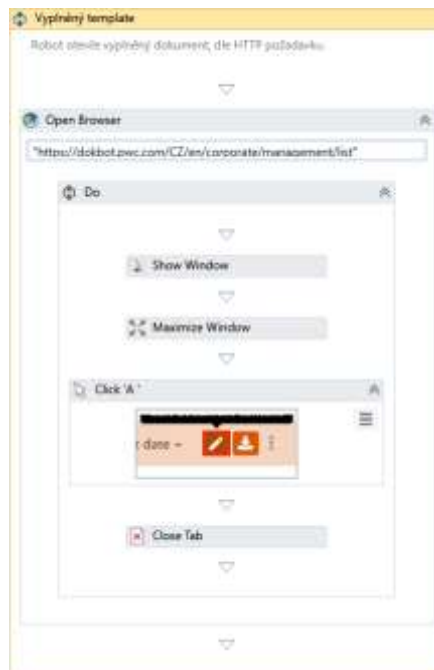 Vyplněný template
Robot otevře vyplněný dokument, dle HTTP požadavku.
Open Browser
"https://dokbot.pwc.com/CZ/en/corporate/management/list"
Do
Show Window
Maximize Window
Click 'A '
date
Close Tab